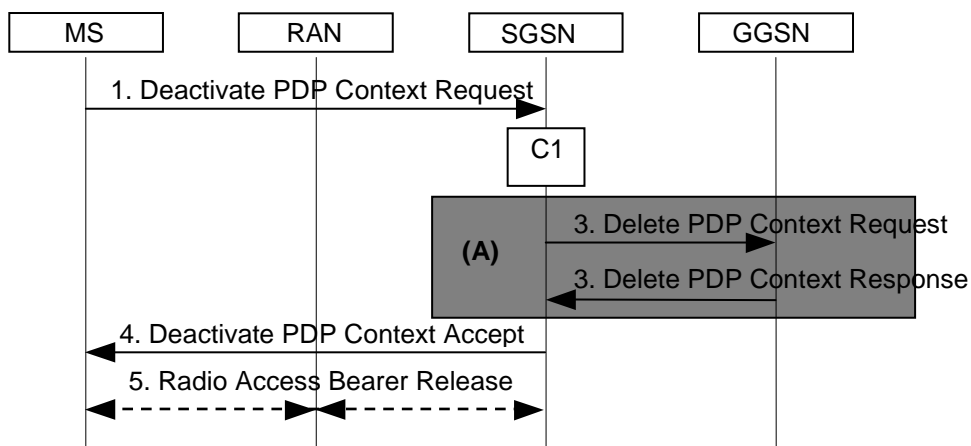 MS RAN SGSN GGSN
1. Deactivate PDP Context Request
C1
3. Delete PDP Context Request
(A)
3. Delete PDP Context Response
4. Deactivate PDP Context Accept
5. Radio Access Bearer Release